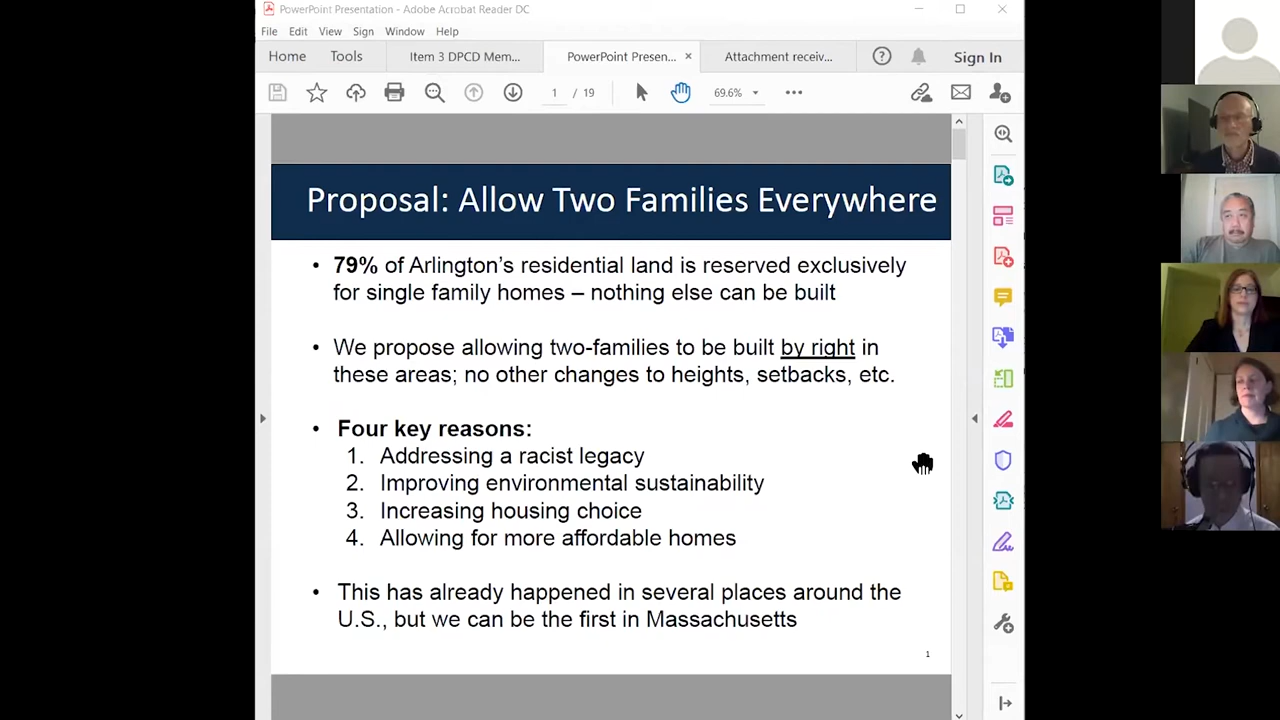 PowerPoint Presentation - Adobe Acrobat Reader DC
File Edit View Sign Window Help
Home Tools Item 3 DPCD Mem... PowerPoint Presen... × Attachment receiv... Sign In
1 / 19 69.6%
Proposal: Allow Two Families Everywhere
• 79% of Arlington's residential land is reserved exclusively
for single family homes – nothing else can be built
• We propose allowing two-families to be built by right in
these areas; no other changes to heights, setbacks, etc.
• Four key reasons:
1. Addressing a racist legacy
2. Improving environmental sustainability
3. Increasing housing choice
4. Allowing for more affordable homes
• This has already happened in several places around the
U.S., but we can be the first in Massachusetts
1